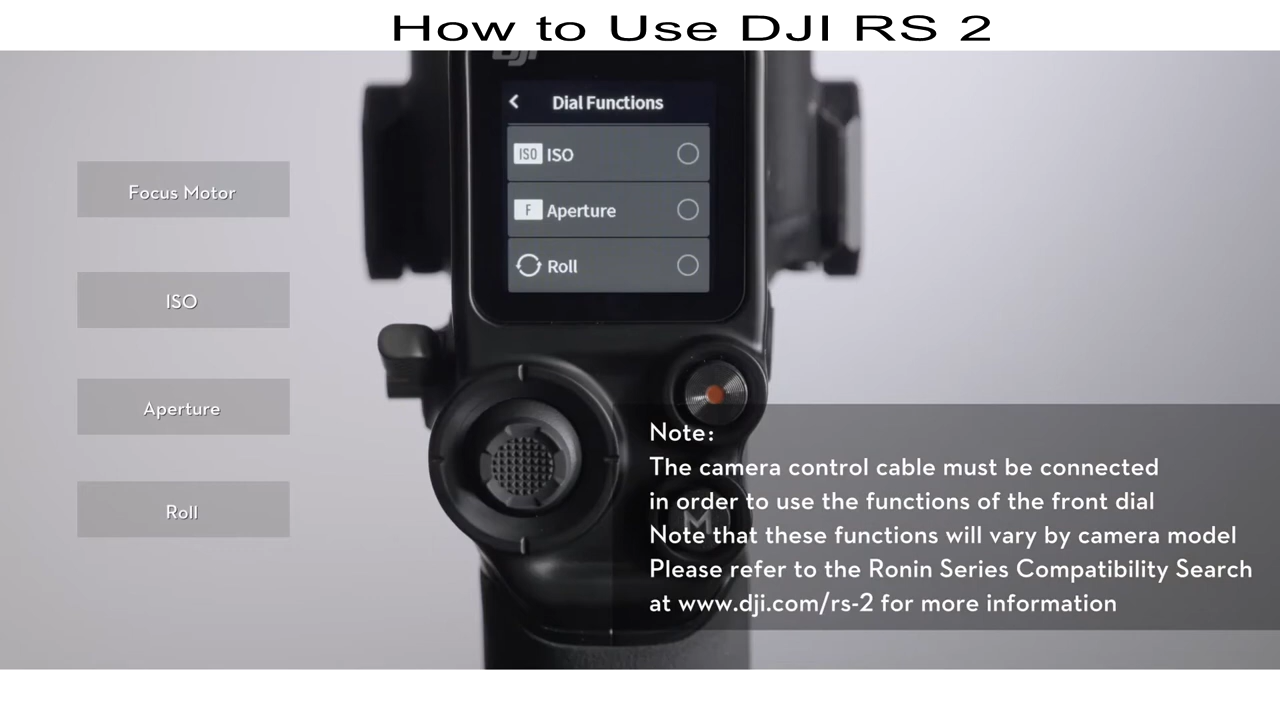 How to Use DJI RS 2
dji
Dial Functions
ISO ISO
F Aperture
Roll
Focus Motor
ISO
Aperture
Roll
M
Note:
The camera control cable must be connected
in order to use the functions of the front dial
Note that these functions will vary by camera model
Please refer to the Ronin Series Compatibility Search
at www.dji.com/rs-2 for more information